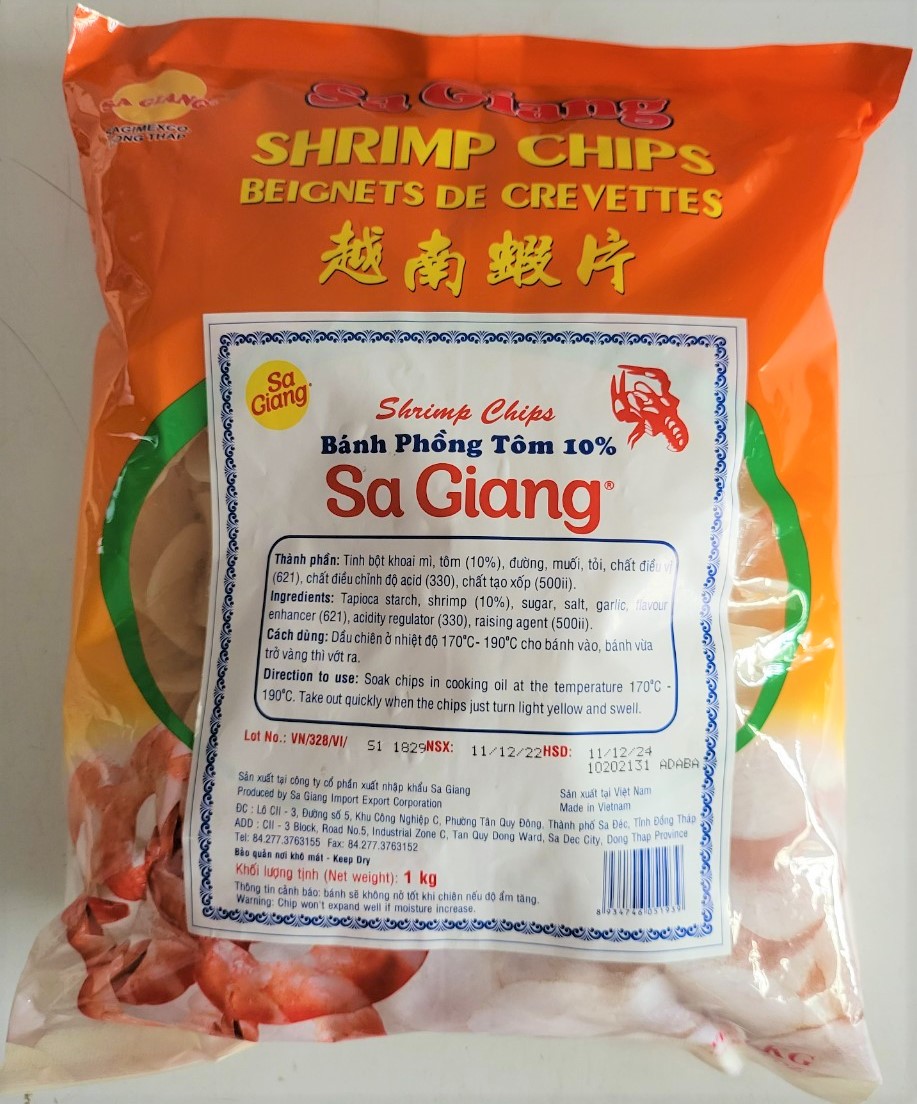 SA GIANG
SAGIMEXCO
DONG THAP
Sa Giang
SHRIMP CHIPS
BEIGNETS DE CREVETTES
越南蝦片
Sa
Giang
Shrimp Chips
Bánh Phồng Tôm 10%
Sa Giang®
Thành phần: Tinh bột khoai mì, tôm (10%), đường, muối, tỏi, chất điều vị
(621), chất điều chỉnh độ acid (330), chất tạo xốp (500ii).
Ingredients: Tapioca starch, shrimp (10%), sugar, salt, garlic, flavour
enhancer (621), acidity regulator (330), raising agent (500ii).
Cách dùng: Dầu chiên ở nhiệt độ 170°C- 190°C cho bánh vào, bánh vừa
trở vàng thì vớt ra.
Direction to use: Soak chips in cooking oil at the temperature 170°C -
190°C. Take out quickly when the chips just turn light yellow and swell.
Lot No.: VN/328/VI/ S1 1829 NSX: 11/12/22 HSD: 11/12/24
10202131 ADABA
Sản xuất tại công ty cổ phần xuất nhập khẩu Sa Giang Sản xuất tại Việt Nam
Produced by Sa Giang Import Export Corporation Made in Vietnam
ĐC : Lô CII - 3, Đường số 5, Khu Công Nghiệp C, Phường Tân Quy Đông, Thành phố Sa Đéc, Tỉnh Đồng Tháp
ADD : CII - 3 Block, Road No.5, Industrial Zone C, Tan Quy Dong Ward, Sa Dec City, Dong Thap Province
Tel: 84.277.3763155 Fax: 84.277.3763152
Bảo quản nơi khô mát - Keep Dry
Khối lượng tịnh (Net weight): 1 kg
Thông tin cảnh báo: bánh sẽ không nở tốt khi chiên nếu độ ẩm tăng.
Warning: Chip won't expand well if moisture increase.
8 934746 031939
KG